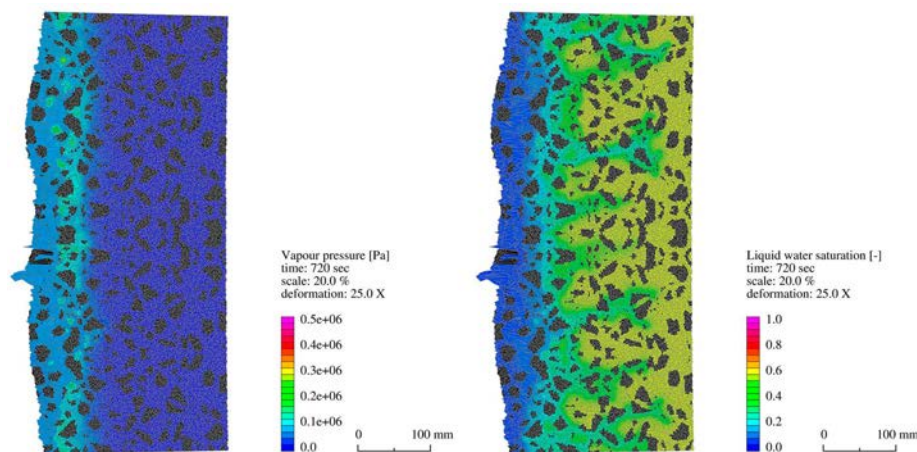 Vapour pressure [Pa]
time: 720 sec
scale: 20.0 %
deformation: 25.0 X
0.5e+06
0.4e+06
0.3e+06
0.2e+06
0.1e+06
0.0
0 100 mm
Liquid water saturation [-]
time: 720 sec
scale: 20.0 %
deformation: 25.0 X
1.0
0.8
0.6
0.4
0.2
0.0
0 100 mm